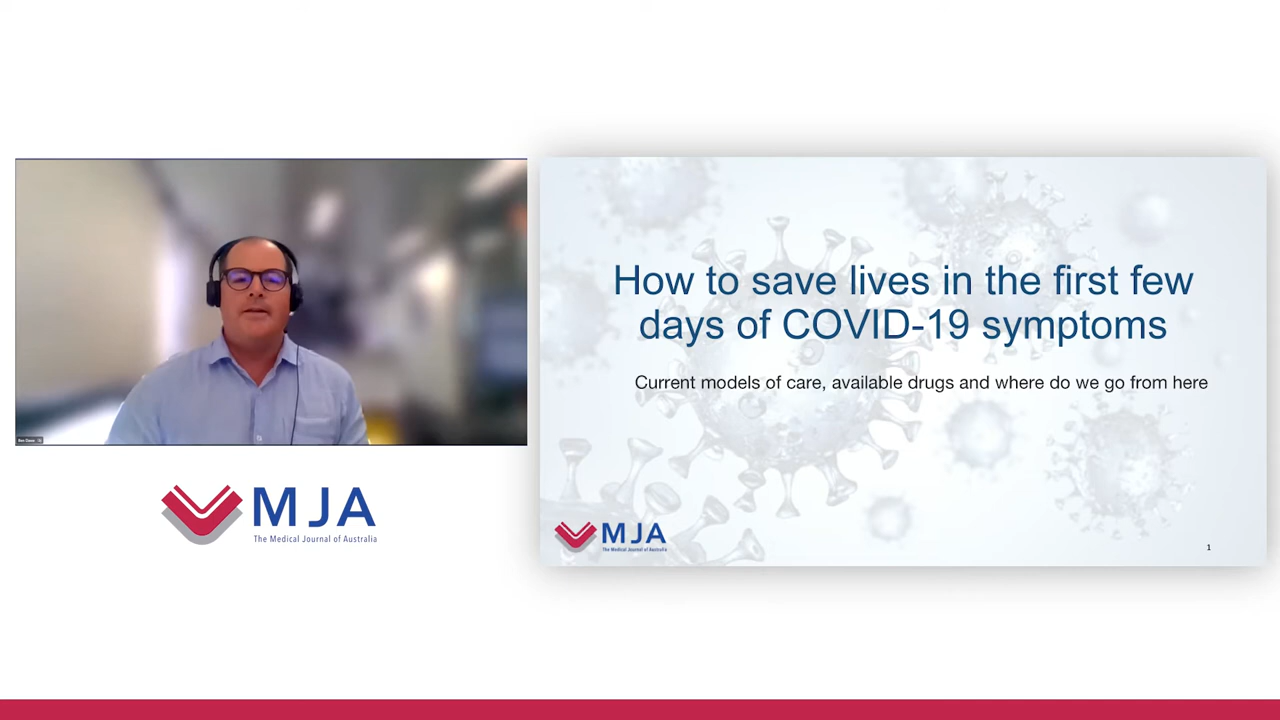 MJA
The Medical Journal of Australia
How to save lives in the first few
days of COVID-19 symptoms
Current models of care, available drugs and where do we go from here
MJA
The Medical Journal of Australia
1